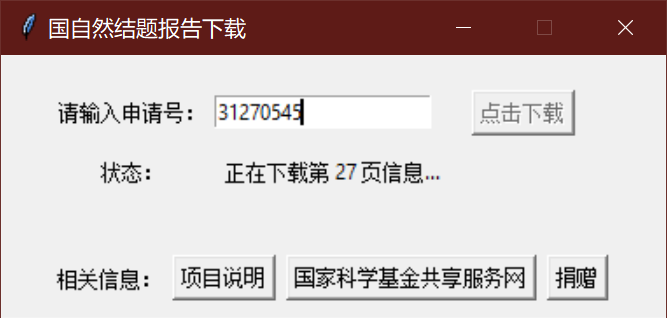 国自然结题报告下载
请输入申请号： 31270545 点击下载
状态： 正在下载第 27 页信息...
相关信息： 项目说明 国家科学基金共享服务网 捐赠